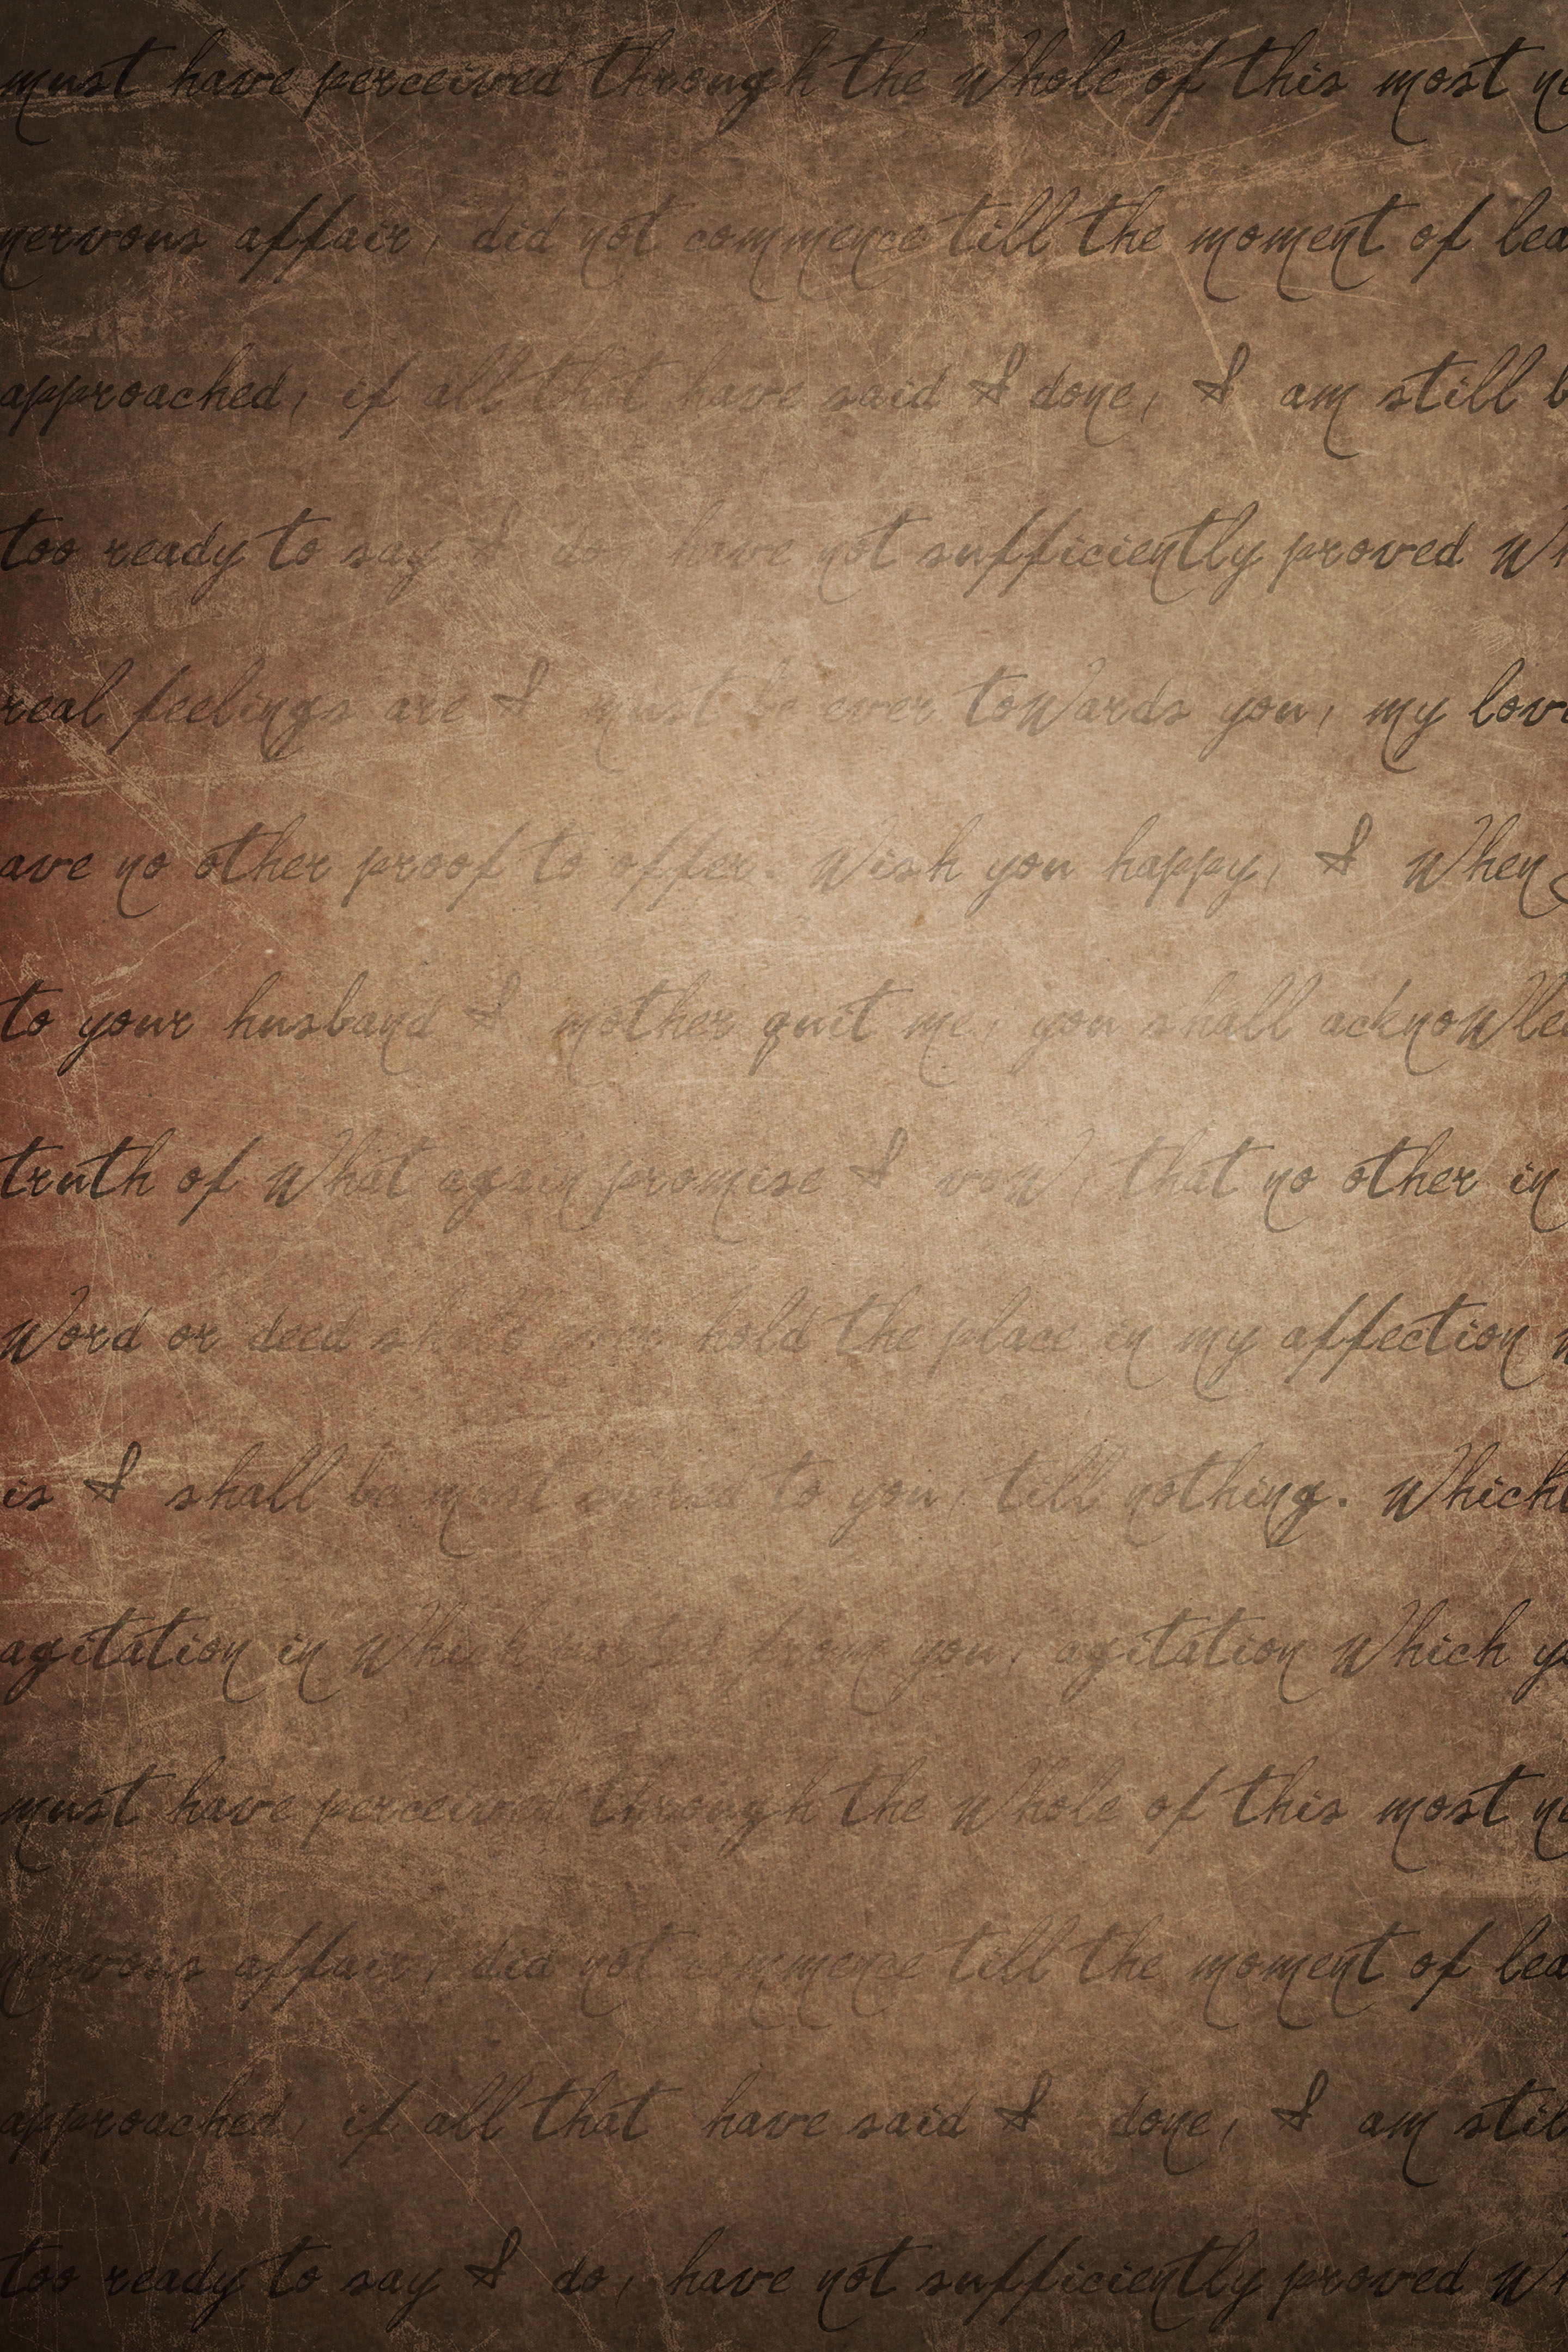 must have perceived through the Whole of this most
nervous affair, did not commence till the moment of lea
approached, if all that have said I done, I am still b
too ready to say I do, have not sufficiently proved Wh
real feelings are I must be ever toWards you, my love
ave no other proof to offer. Wish you happy, I When
to your husband I mother quit me, you shall acknoWle
truth of What again promise I voW, that no other in
Word or deed shall ever hold the place in my affection
is I shall be most to you, till nothing. Which
agitation in Which from you, agitation Which y
must have perceived through the Whole of this most
nervous affair, did not commence till the moment of lea
approached, if all that have said I done, I am stil
too ready to say I do, have not sufficiently proved Wh